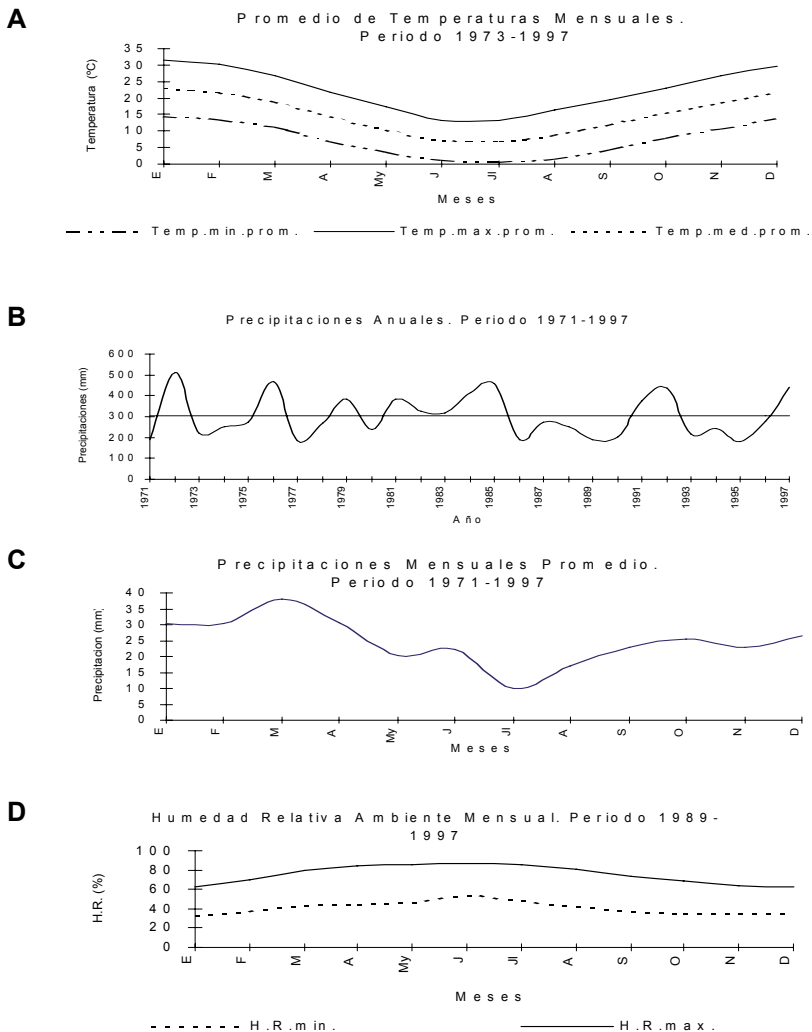 A
Promedio de Temperaturas Mensuales.
Periodo 1973-1997
Temperatura (ºC)
35
30
25
20
15
10
5
0
E F M A My J Jl A S O N D
Meses
Temp.min.prom. Temp.max.prom. Temp.med.prom.
B
Precipitaciones Anuales. Periodo 1971-1997
Precipitaciones (mm)
600
500
400
300
200
100
0
1971 1973 1975 1977 1979 1981 1983 1985 1987 1989 1991 1993 1995 1997
Año
C
Precipitaciones Mensuales Promedio.
Periodo 1971-1997
Precipitacion (mm)
40
35
30
25
20
15
10
5
0
E F M A My J Jl A S O N D
Meses
D
Humedad Relativa Ambiente Mensual. Periodo 1989-
1997
H.R. (%)
100
80
60
40
20
0
E F M A My J Jl A S O N D
Meses
H.R.min. H.R.max.